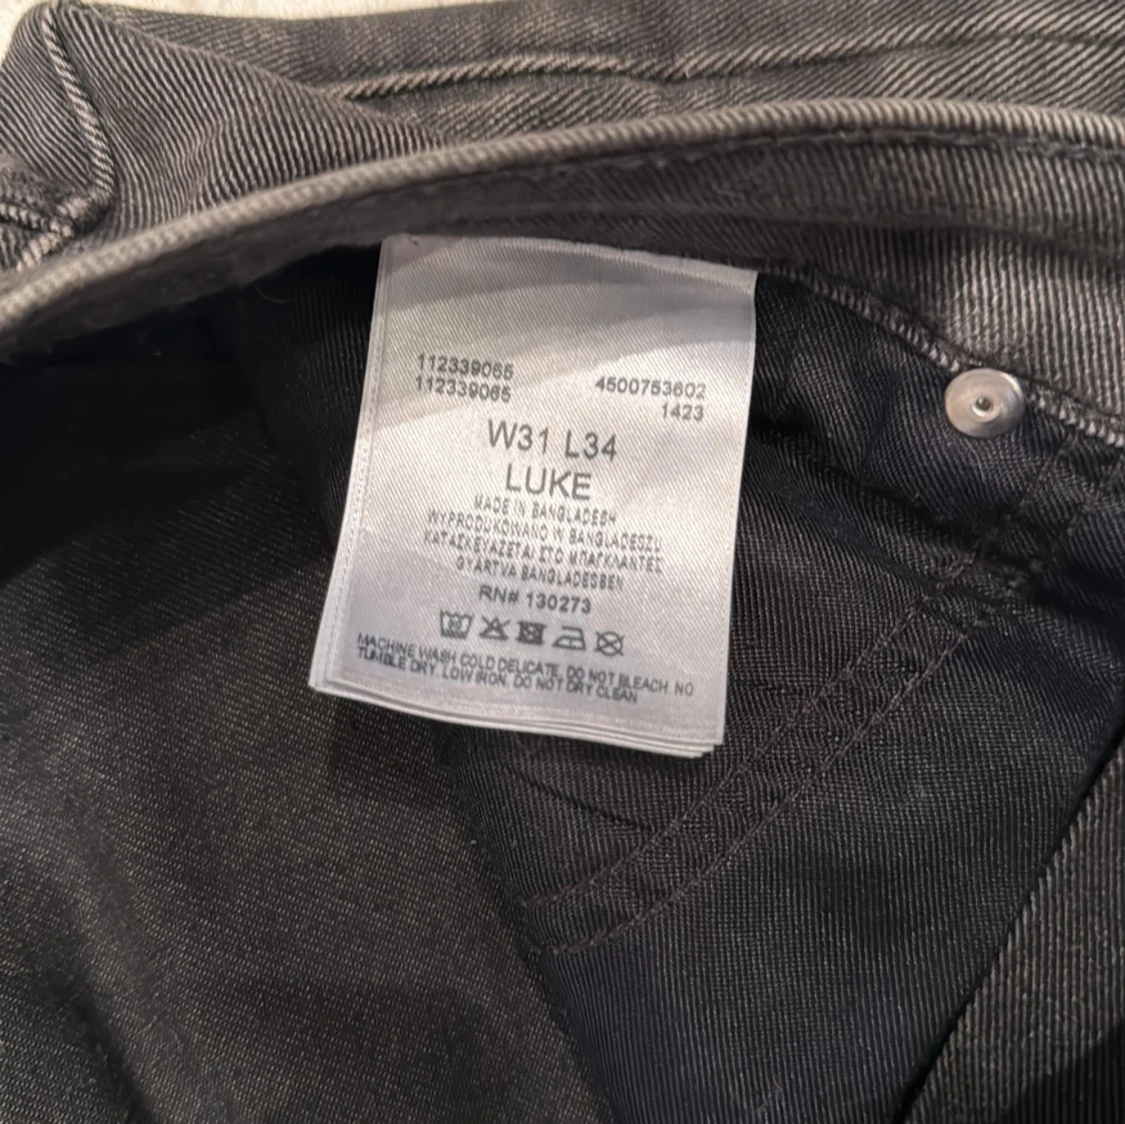 112339065
112339065
4500753602
1423
W31 L34
LUKE
MADE IN BANGLADESH
WYPRODUKOWANO W BANGLADESZU
ΚΑΤΑΣΚΕΥΑΖΕΤΑΙ ΣΤΟ ΜΠΑΓΚΛΑΝΤΕΣ
GYÁRTVA BANGLADESBEN
RN# 130273
MACHINE WASH COLD DELICATE. DO NOT BLEACH. NO
TUMBLE DRY. LOW IRON. DO NOT DRY CLEAN